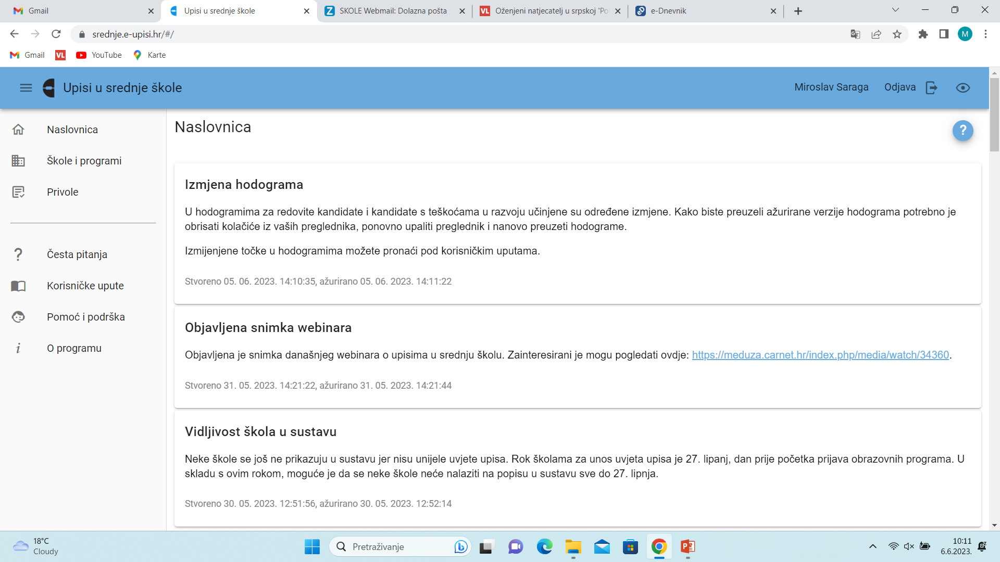 Gmail
Upisi u srednje škole
SKOLE Webmail: Dolazna pošta
VL Oženjeni natjecatelj u srpskoj 'Po
e-Dnevnik
srednje.e-upisi.hr/#/
M
Gmail
VL
YouTube
Karte
Upisi u srednje škole
Miroslav Saraga
Odjava
Naslovnica
Škole i programi
Privole
Česta pitanja
Korisničke upute
Pomoć i podrška
O programu
Naslovnica
?
Izmjena hodograma
U hodogramima za redovite kandidate i kandidate s teškoćama u razvoju učinjene su određene izmjene. Kako biste preuzeli ažurirane verzije hodograma potrebno je
obrisati kolačiće iz vaših preglednika, ponovno upaliti preglednik i nanovo preuzeti hodograme.
Izmijenjene točke u hodogramima možete pronaći pod korisničkim uputama.
Stvoreno 05. 06. 2023. 14:10:35, ažurirano 05. 06. 2023. 14:11:22
Objavljena snimka webinara
Objavljena je snimka današnjeg webinara o upisima u srednju školu. Zainteresirani je mogu pogledati ovdje: https://meduza.carnet.hr/index.php/media/watch/34360.
Stvoreno 31. 05. 2023. 14:21:22, ažurirano 31. 05. 2023. 14:21:44
Vidljivost škola u sustavu
Neke škole se još ne prikazuju u sustavu jer nisu unijele uvjete upisa. Rok školama za unos uvjeta upisa je 27. lipanj, dan prije početka prijava obrazovnih programa. U
skladu s ovim rokom, moguće je da se neke škole neće nalaziti na popisu u sustavu sve do 27. lipnja.
Stvoreno 30. 05. 2023. 12:51:56, ažurirano 30. 05. 2023. 12:52:14
18°C
Cloudy
Pretraživanje
10:11
6.6.2023.